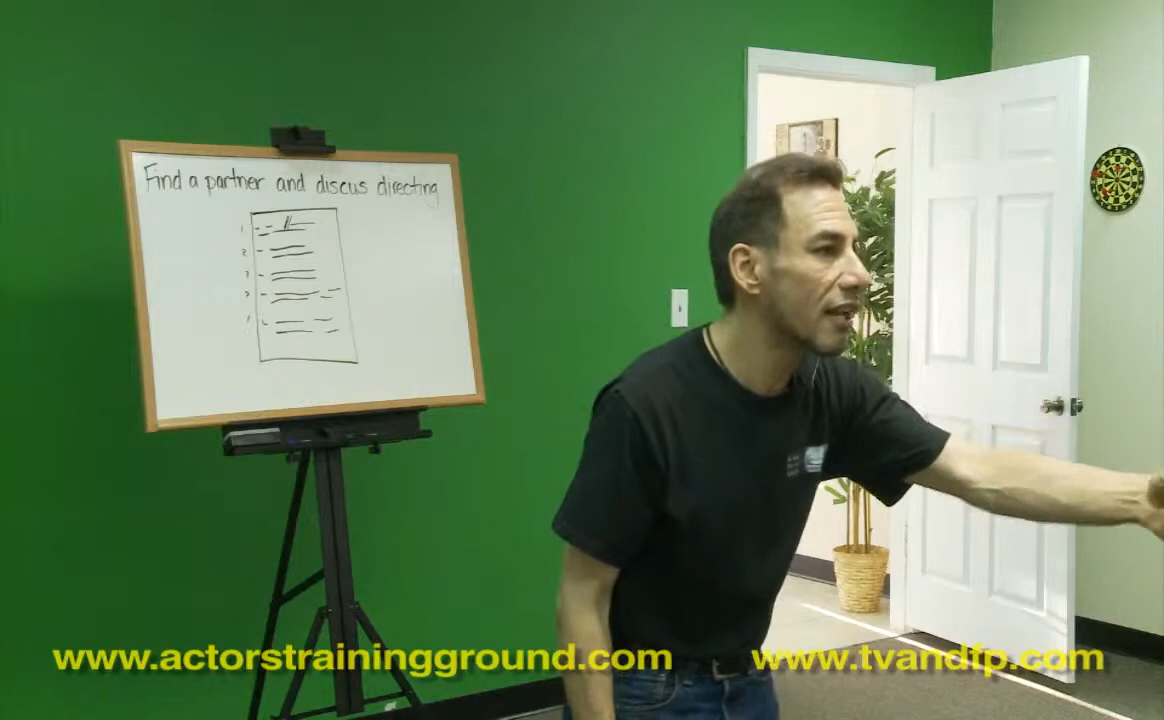 Find a partner and discus directing
www.actorstrainingground.com
www.tvandfp.com